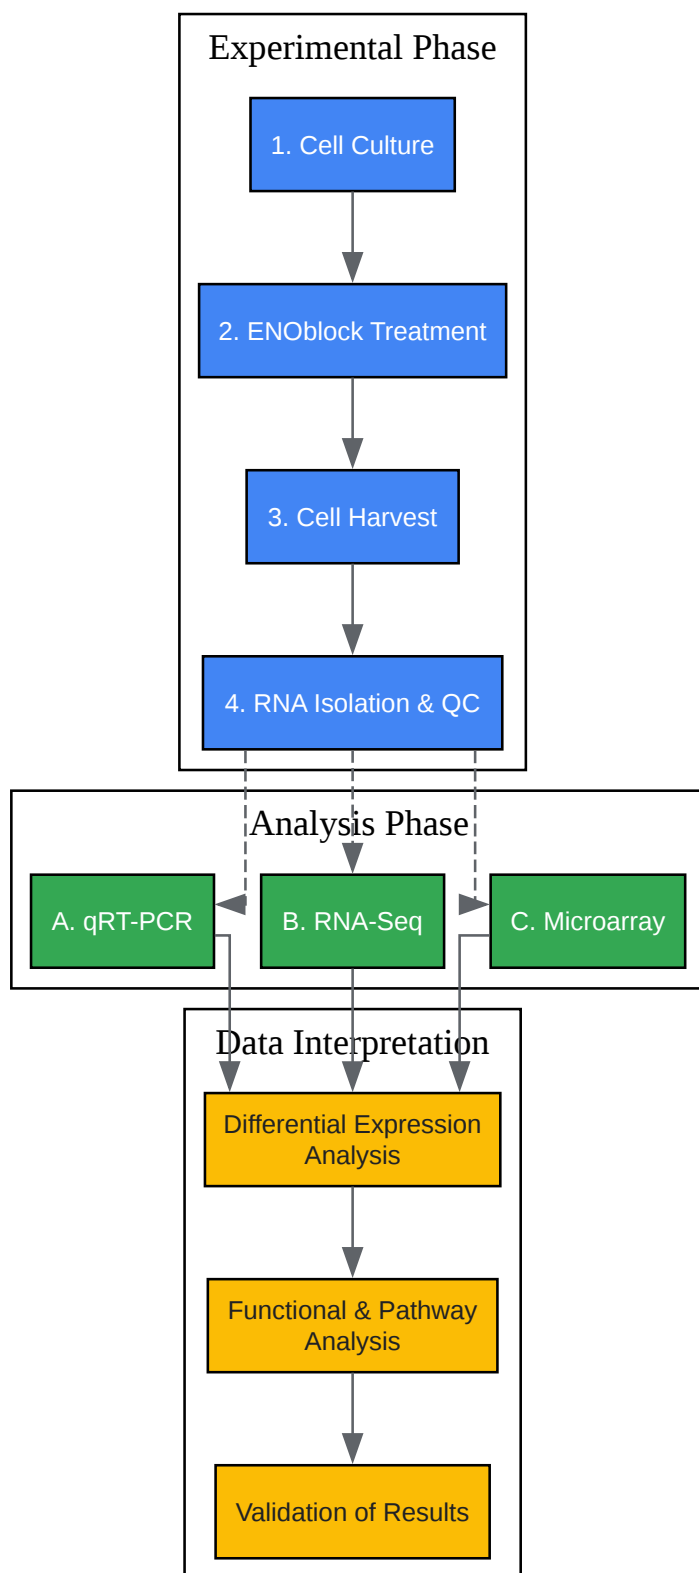 Experimental Phase
1. Cell Culture
2. ENOblock Treatment
3. Cell Harvest
4. RNA Isolation & QC
Analysis Phase
A. qRT-PCR
B. RNA-Seq
C. Microarray
Data Interpretation
Differential Expression
Analysis
Functional & Pathway
Analysis
Validation of Results